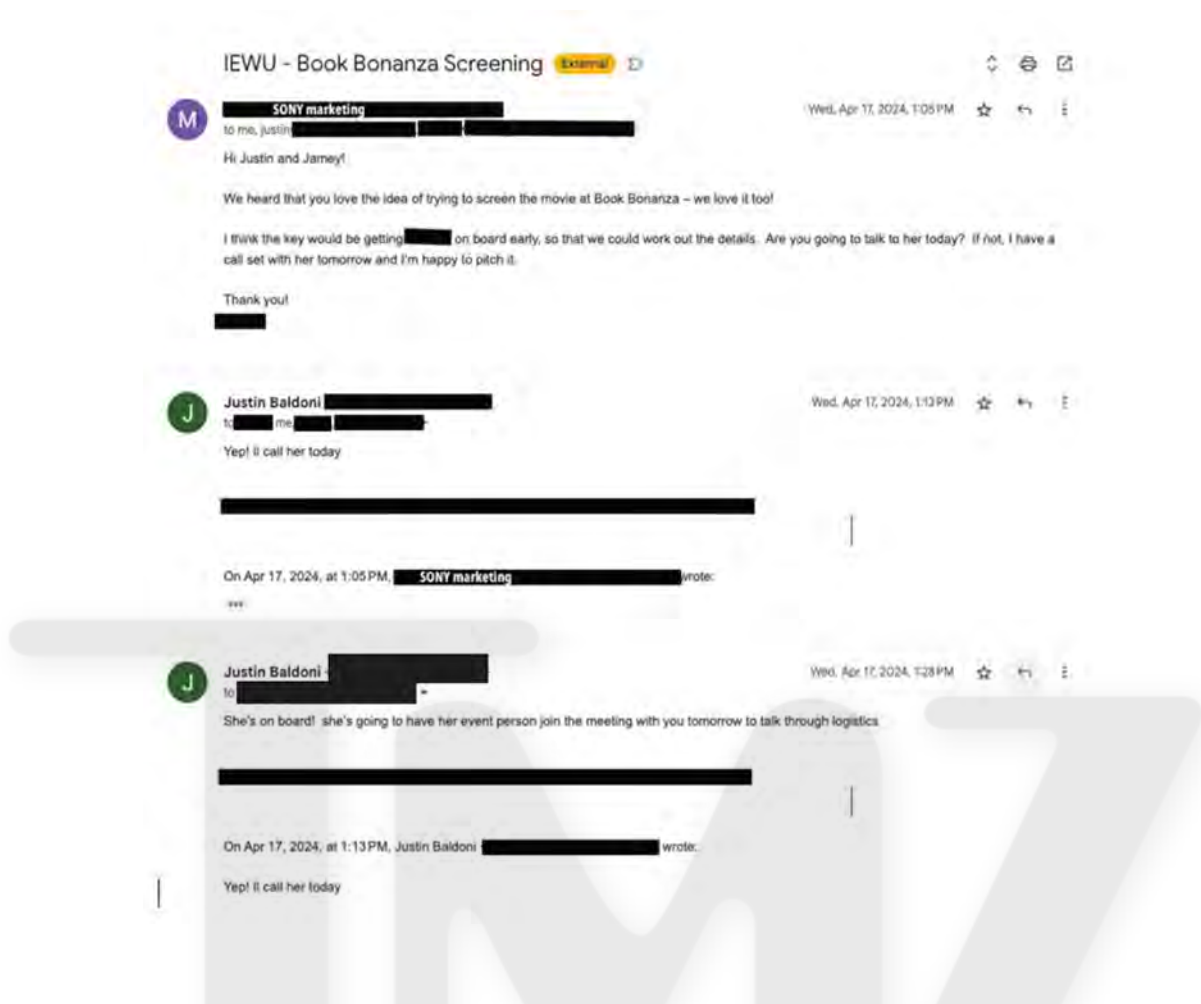 IEWU - Book Bonanza Screening External
M
SONY marketing
Wed, Apr 17, 2024, 1:05 PM
to me, justin
Hi Justin and Jamey!
We heard that you love the idea of trying to screen the movie at Book Bonanza – we love it too!
I think the key would be getting on board early, so that we could work out the details. Are you going to talk to her today? If not, I have a
call set with her tomorrow and I'm happy to pitch it.
Thank you!
J
Justin Baldoni
Wed, Apr 17, 2024, 1:13 PM
to me,
Yep! Il call her today
On Apr 17, 2024, at 1:05 PM, SONY marketing wrote:
J
Justin Baldoni
Wed, Apr 17, 2024, 1:28 PM
to
She's on board! she's going to have her event person join the meeting with you tomorrow to talk through logistics
On Apr 17, 2024, at 1:13 PM, Justin Baldoni wrote:
Yep! Il call her today
TMZ